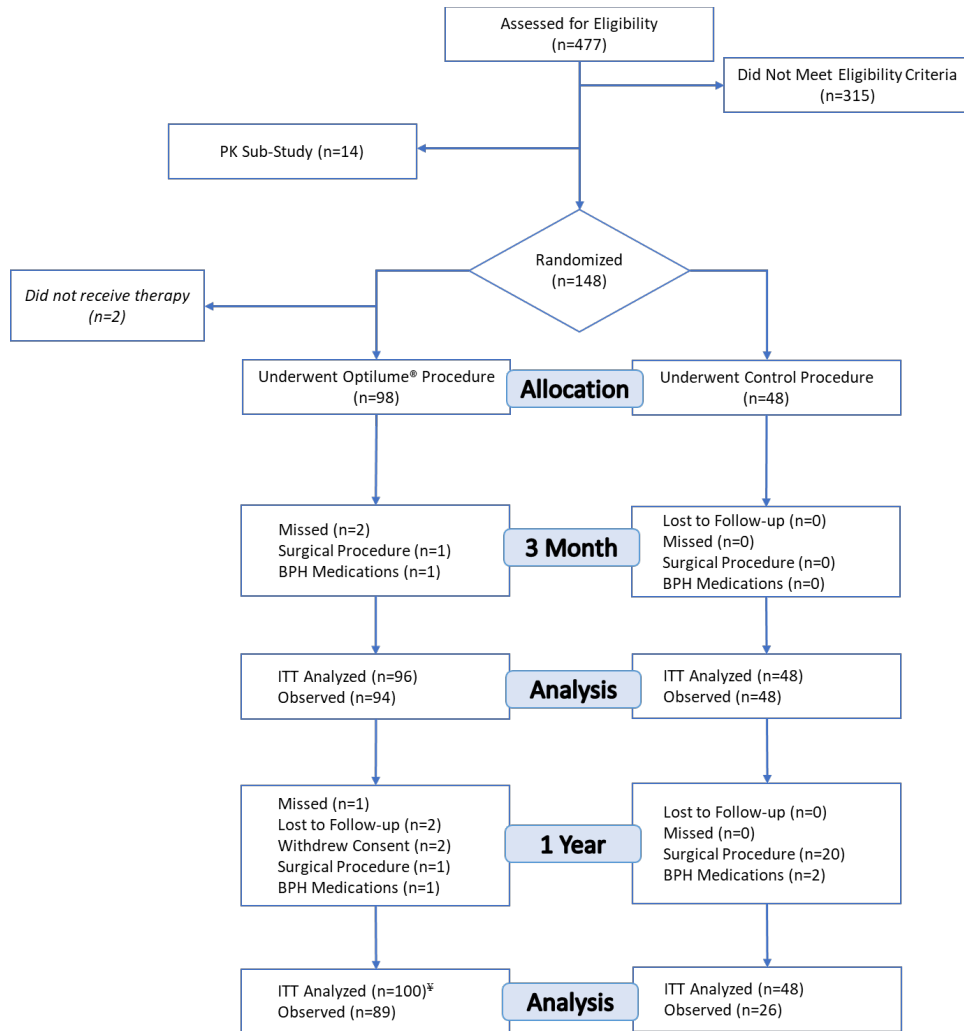 Assessed for Eligibility
(n=477)
Did Not Meet Eligibility Criteria
(n=315)
PK Sub-Study (n=14)
Randomized
(n=148)
Did not receive therapy
(n=2)
Underwent Optilume® Procedure
(n=98)
Allocation
Underwent Control Procedure
(n=48)
Missed (n=2)
Surgical Procedure (n=1)
BPH Medications (n=1)
3 Month
Lost to Follow-up (n=0)
Missed (n=0)
Surgical Procedure (n=0)
BPH Medications (n=0)
ITT Analyzed (n=96)
Observed (n=94)
Analysis
ITT Analyzed (n=48)
Observed (n=48)
Missed (n=1)
Lost to Follow-up (n=2)
Withdrew Consent (n=2)
Surgical Procedure (n=1)
BPH Medications (n=1)
1 Year
Lost to Follow-up (n=0)
Missed (n=0)
Surgical Procedure (n=20)
BPH Medications (n=2)
ITT Analyzed (n=100)¥
Observed (n=89)
Analysis
ITT Analyzed (n=48)
Observed (n=26)